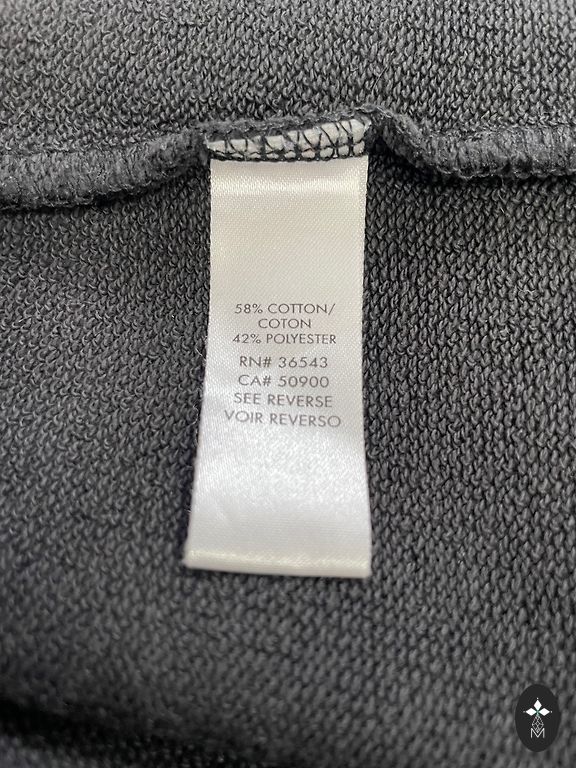 58% COTTON/
COTON
42% POLYESTER
RN# 36543
CA# 50900
SEE REVERSE
VOIR REVERSO
M